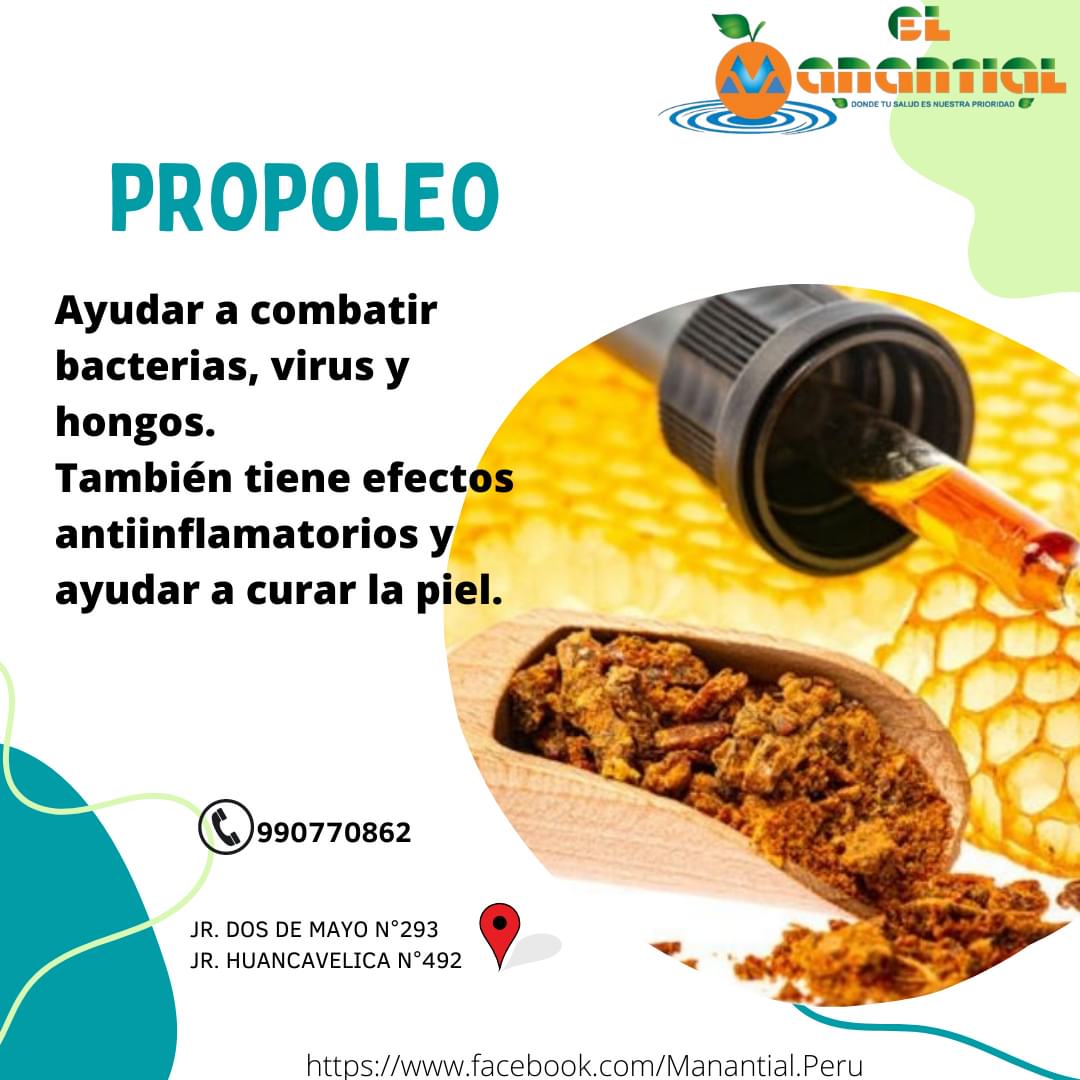 EL
MANANTIAL
DONDE TU SALUD ES NUESTRA PRIORIDAD
PROPOLEO
Ayudar a combatir
bacterias, virus y
hongos.
También tiene efectos
antiinflamatorios y
ayudar a curar la piel.
990770862
JR. DOS DE MAYO N°293
JR. HUANCAVELICA N°492
https://www.facebook.com/Manantial.Peru